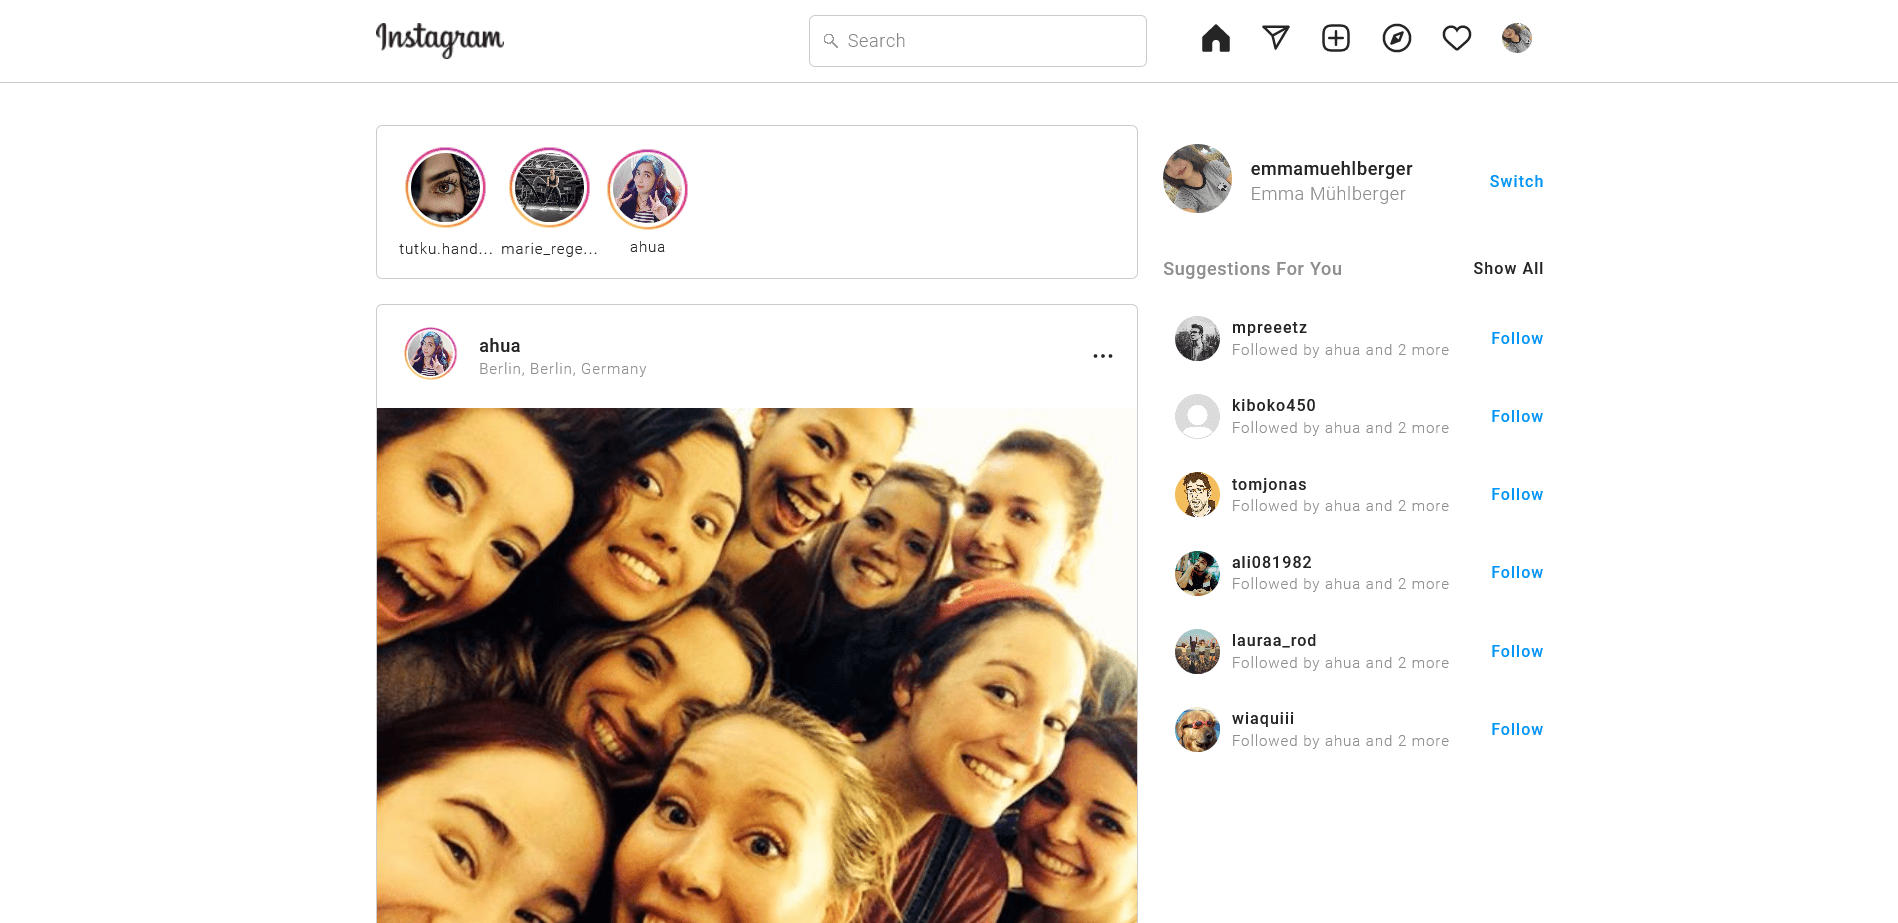 Instagram
Search
tutku.hand...
marie_rege...
ahua
emmamuehlberger
Emma Mühlberger
Switch
Suggestions For You
Show All
ahua
Berlin, Berlin, Germany
mpreeetz
Followed by ahua and 2 more
Follow
kiboko450
Followed by ahua and 2 more
Follow
tomjonas
Followed by ahua and 2 more
Follow
ali081982
Followed by ahua and 2 more
Follow
lauraa_rod
Followed by ahua and 2 more
Follow
wiaquiii
Followed by ahua and 2 more
Follow